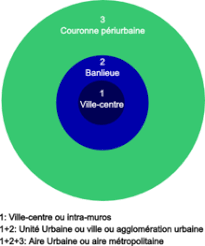 3
Couronne périurbaine
2
Banlieue
1
Ville-centre
1: Ville-centre ou intra-muros
1+2: Unité Urbaine ou ville ou agglomération urbaine
1+2+3: Aire Urbaine ou aire métropolitaine